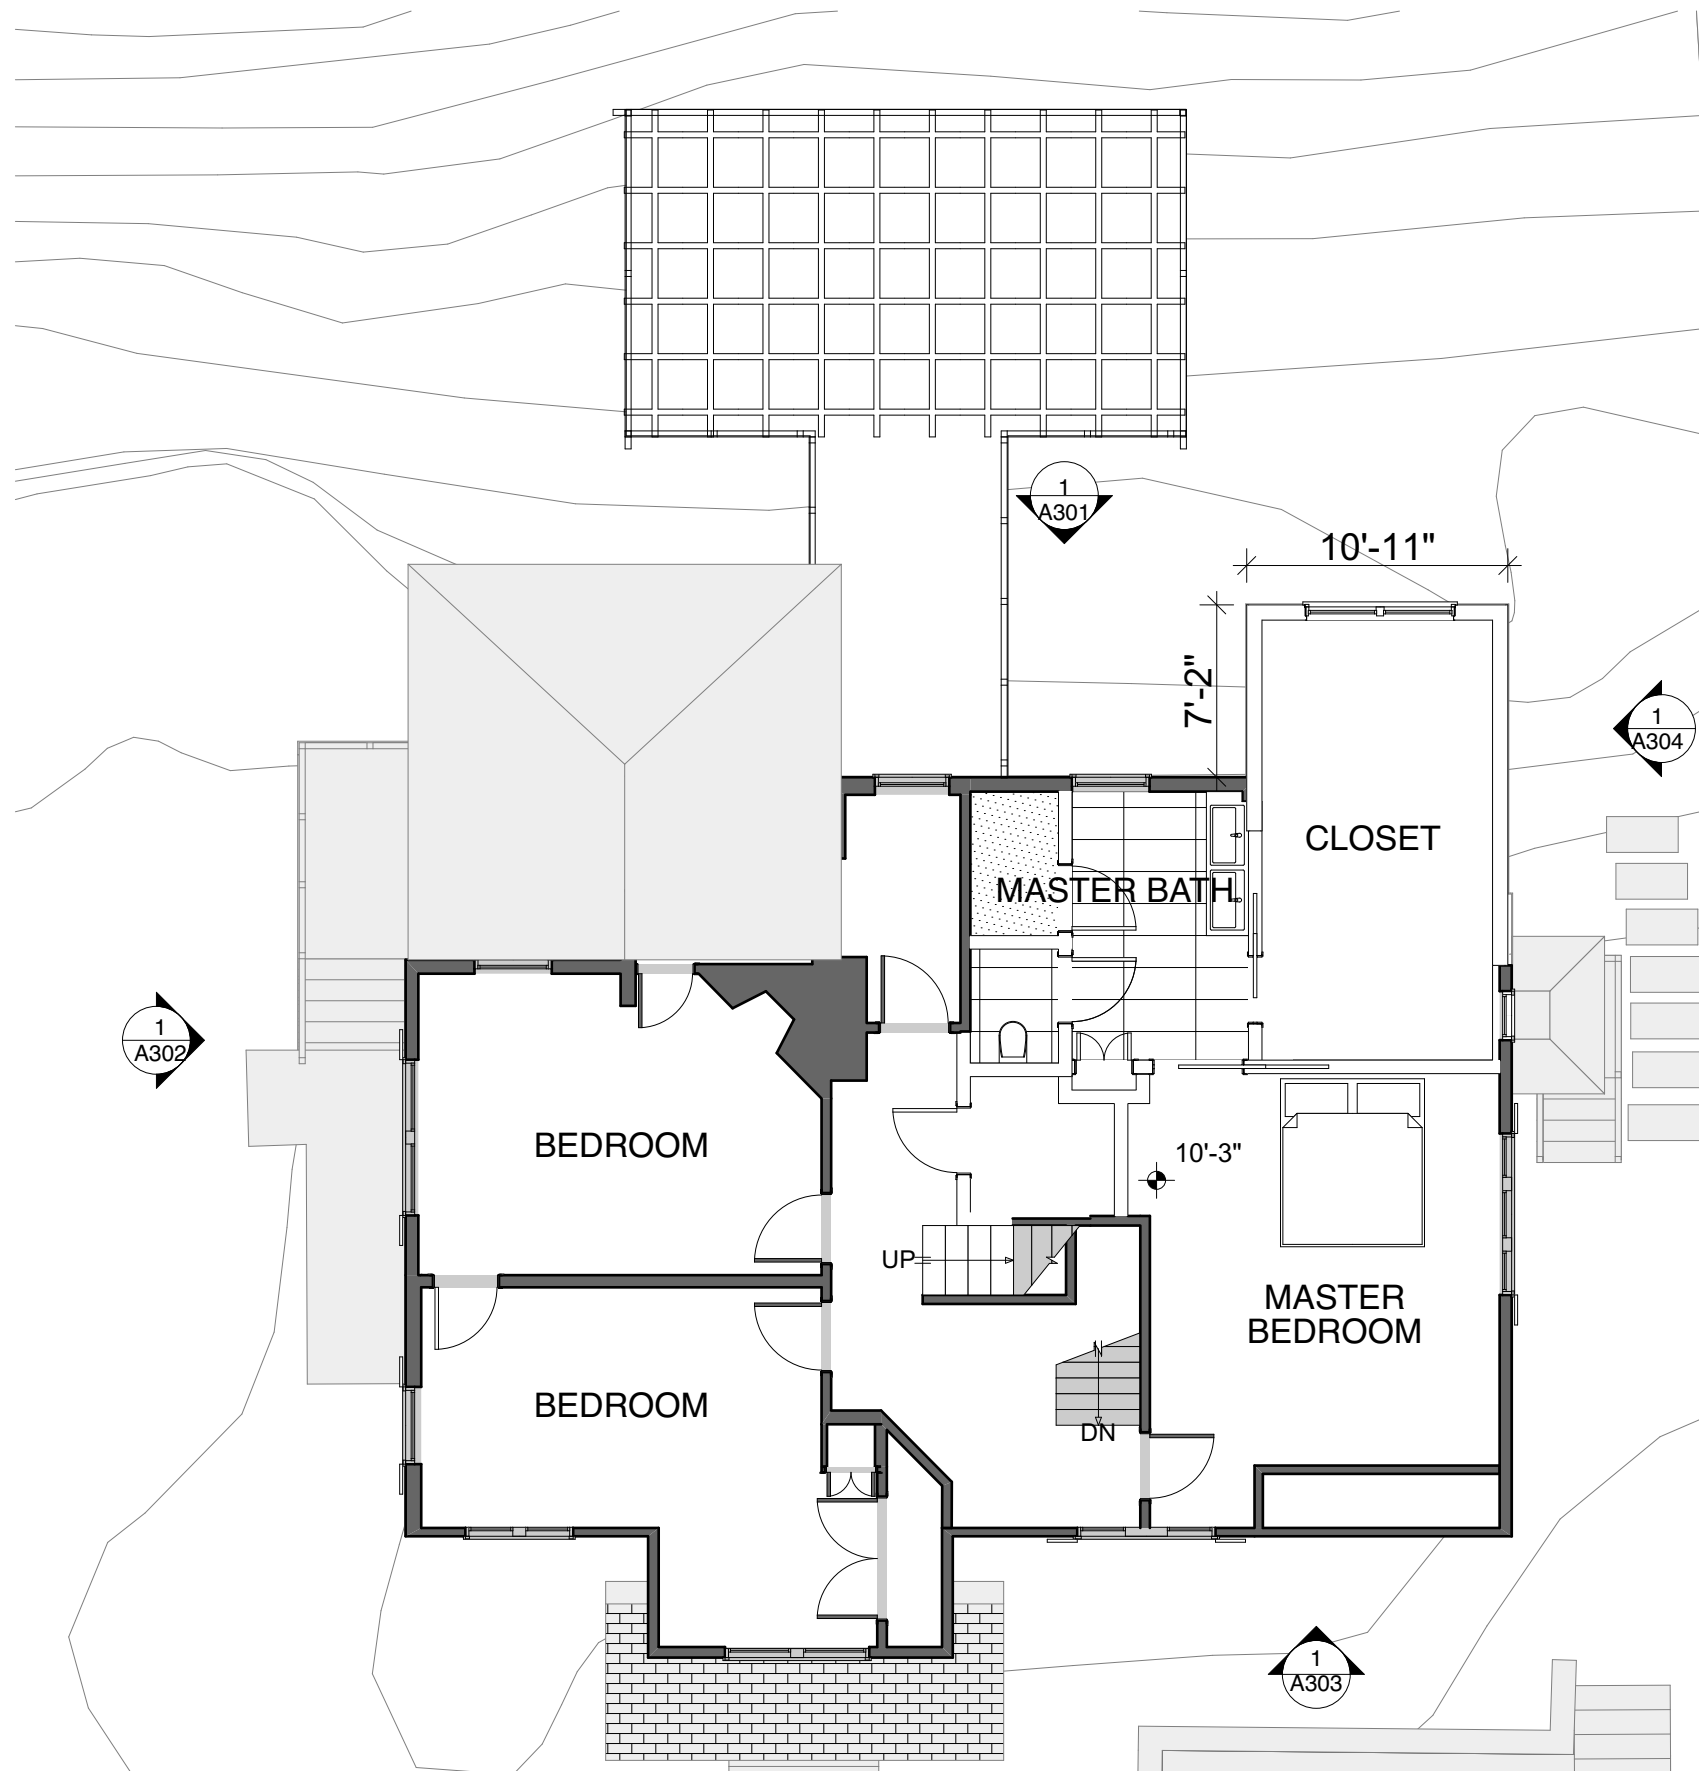 1
A301
10'-11"
7'-2"
1
A304
CLOSET
MASTER BATH
1
A302
BEDROOM
10'-3"
UP
MASTER
BEDROOM
BEDROOM
DN
1
A303